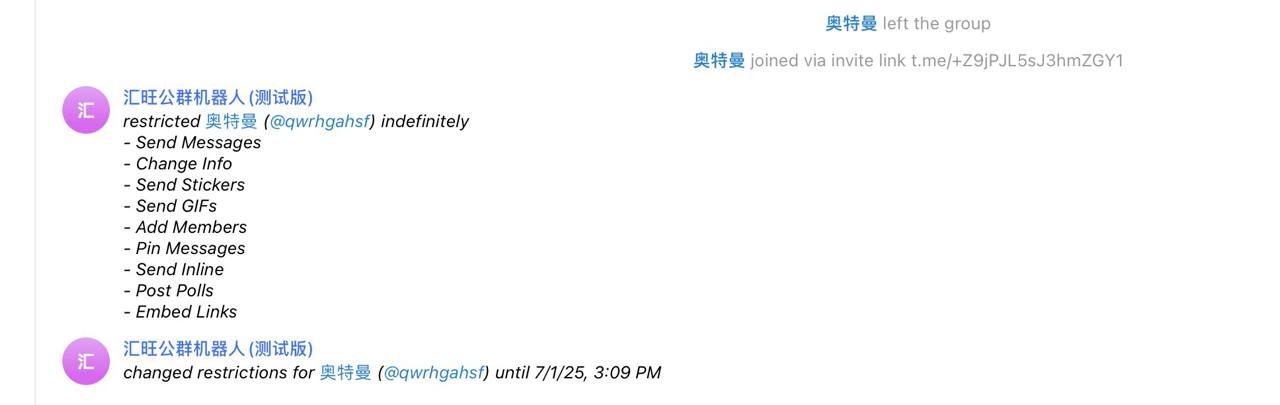 奥特曼 left the group
奥特曼 joined via invite link t.me/+Z9jPJL5sJ3hmZGY1
汇
汇旺公群机器人(测试版)
restricted 奥特曼 (@qwrhgahsf) indefinitely
- Send Messages
- Change Info
- Send Stickers
- Send GIFs
- Add Members
- Pin Messages
- Send Inline
- Post Polls
- Embed Links
汇
汇旺公群机器人(测试版)
changed restrictions for 奥特曼 (@qwrhgahsf) until 7/1/25, 3:09 PM